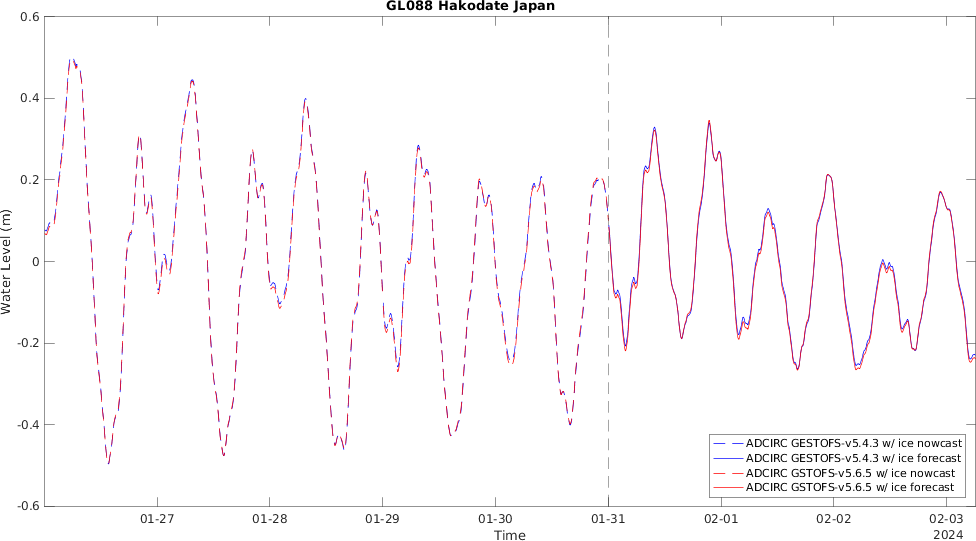 GL088 Hakodate Japan
0.6
0.4
0.2
0
-0.2
-0.4
-0.6
Water Level (m)
01-27
01-28
01-29
01-30
01-31
02-01
02-02
02-03
2024
Time
ADCIRC GESTOFS-v5.4.3 w/ ice nowcast
ADCIRC GESTOFS-v5.4.3 w/ ice forecast
ADCIRC GSTOFS-v5.6.5 w/ ice nowcast
ADCIRC GSTOFS-v5.6.5 w/ ice forecast